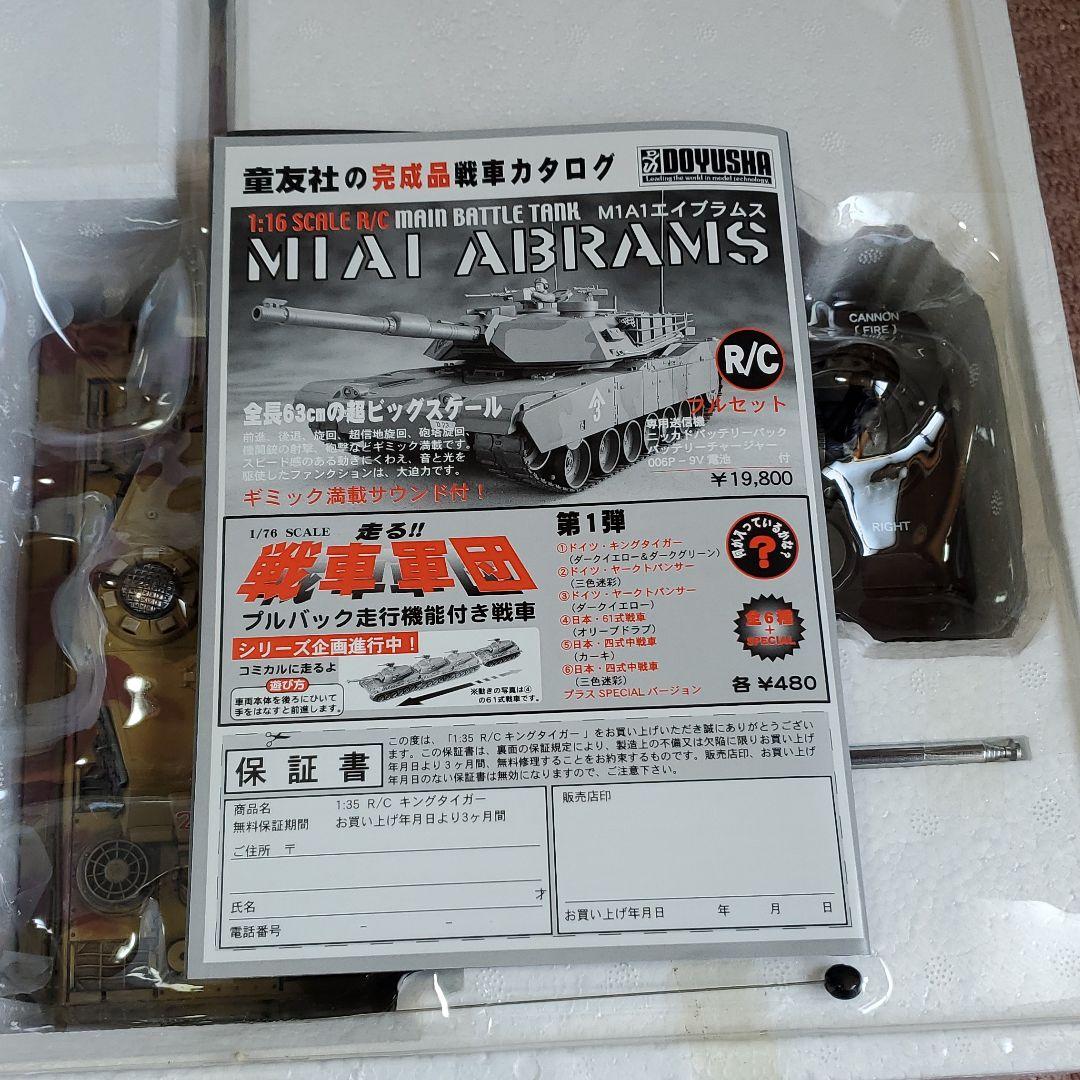 童友社の完成品戦車カタログ
DOYUSHA
Leading the world in model technology.
1:16 SCALE R/C MAIN BATTLE TANK M1A1エイブラムス
M1A1 ABRAMS
R/C
フルセット
全長63cmの超ビッグスケール
前進、後退、旋回、超信地旋回、砲塔旋回、
機関銃の射撃、砲撃などギミック満載です。
スピード感のある動きにくわえ、音と光を
駆使したファンクションは、大迫力です。
ギミック満載サウンド付!
専用送信機
ニッカドバッテリーパック
バッテリーチャージャー
006P－9V電池 付
￥19,800
1/76 SCALE 走る!!
戦車軍団
プルバック走行機能付き戦車
シリーズ企画進行中!
コミカルに走るよ
遊び方
車両本体を後ろにひいて
手をはなすと前進します。
※動きの写真は④
の61式戦車です。
第1弾
①ドイツ・キングタイガー
(ダークイエロー&ダークグリーン)
②ドイツ・ヤークトパンサー
(三色迷彩)
③ドイツ・ヤークトパンサー
(ダークイエロー)
④日本・61式戦車
(オリーブドラブ)
⑤日本・四式中戦車
(カーキ)
⑥日本・四式中戦車
(三色迷彩)
プラスSPECIALバージョン
何が入っているかな?
?
全6種
+
SPECIAL
各￥480
保証書
この度は、「1:35 R/C キングタイガー」をお買い上げいただき誠にありがとうござい
ます。この保証書は、裏面の保証規定により、製造上の不備又は欠陥に限りお買い上げ
年月日より3ヶ月間、無料修理することをお約束するものです。販売店印、お買い上げ
年月日のない保証書は無効になりますので、ご注意下さい。
商品名 1:35 R/C キングタイガー
無料保証期間 お買い上げ年月日より3ヶ月間
ご住所 〒
氏名 才
電話番号 － －
販売店印
お買い上げ年月日 年 月 日
CANNON
(FIRE)
RIGHT
2